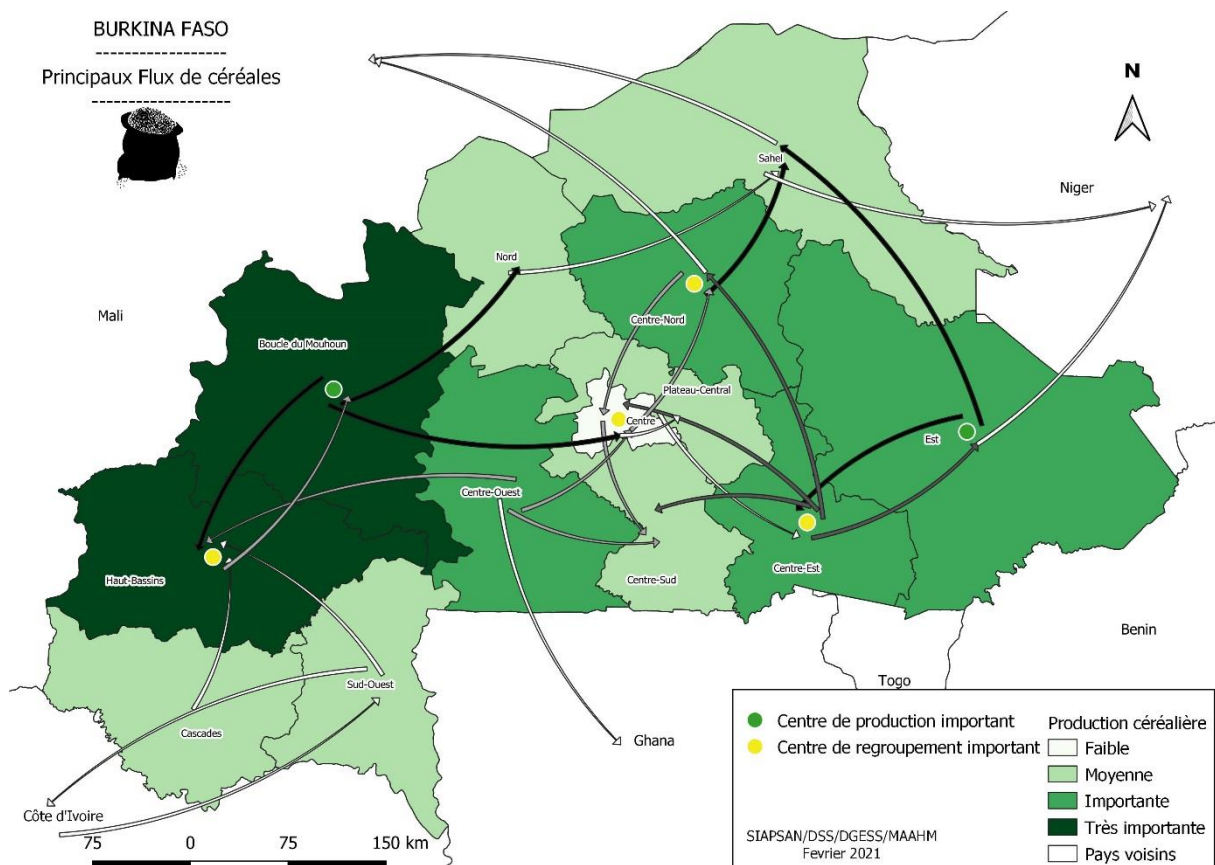 BURKINA FASO
Principaux Flux de céréales
N
Sahel
Niger
Nord
Mali
Centre-Nord
Boucle du Mouhoun
Plateau-Central
Centre
Est
Centre-Ouest
Haut-Bassins
Centre-Sud
Centre-Est
Benin
Togo
Sud-Ouest
Cascades
Ghana
Côte d'Ivoire
75 0 75 150 km
Centre de production important
Centre de regroupement important
Production céréalière
Faible
Moyenne
Importante
Très importante
Pays voisins
SIAPSAN/DSS/DGESS/MAAHM
Fevrier 2021